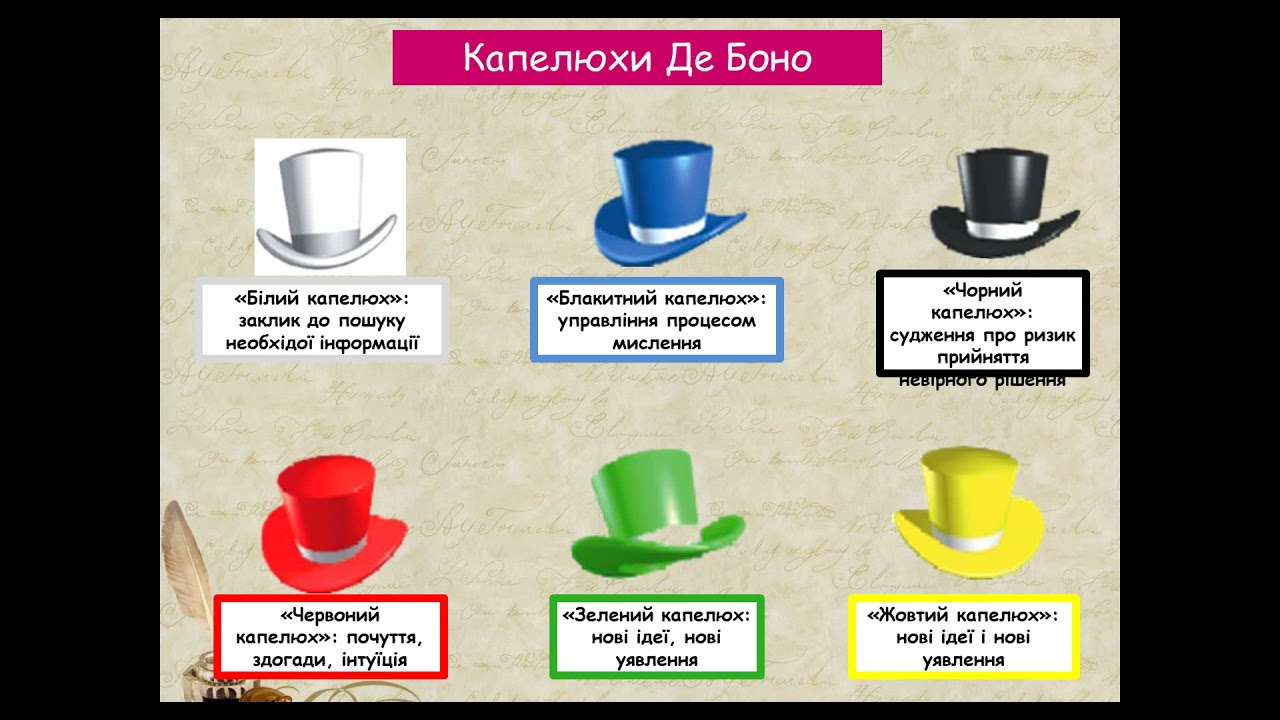 Капелюхи Де Боно
«Білий капелюх»:
заклик до пошуку
необхідої інформації
«Блакитний капелюх»:
управління процесом
мислення
«Чорний
капелюх»:
судження про ризик
прийняття
невірного рішення
«Червоний
капелюх»: почуття,
здогади, інтуїція
«Зелений капелюх:
нові ідеї, нові
уявлення
«Жовтий капелюх»:
нові ідеї і нові
уявлення